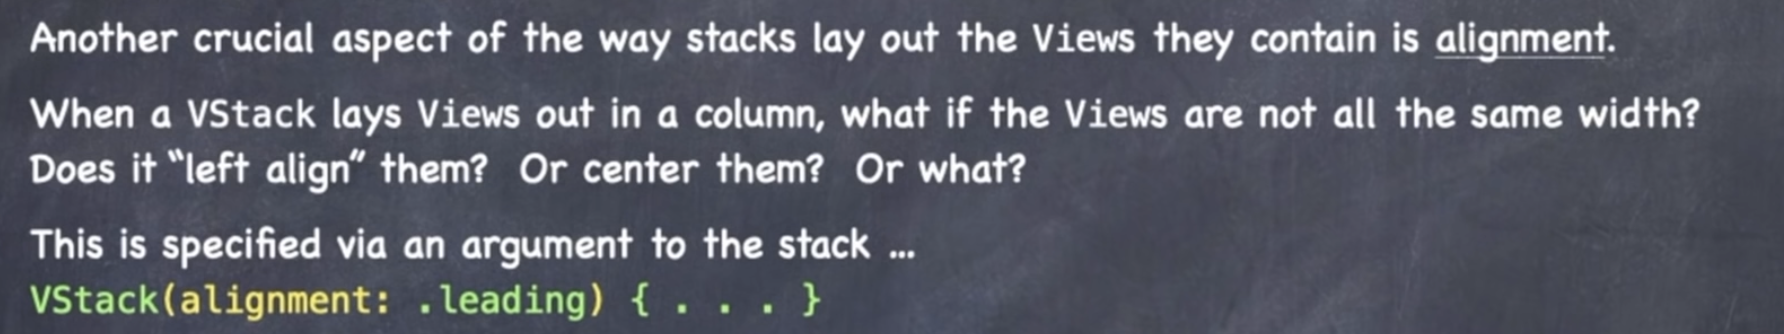 Another crucial aspect of the way stacks lay out the Views they contain is alignment.
When a VStack lays Views out in a column, what if the Views are not all the same width?
Does it “left align” them? Or center them? Or what?
This is specified via an argument to the stack ...
VStack(alignment: .leading) { . . . }